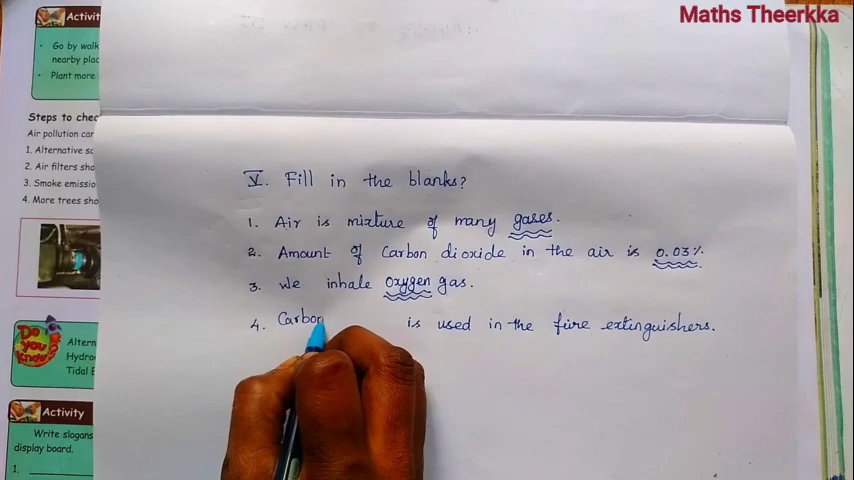 Maths Theerkka
Activit
• Go by walk
nearby plac
• Plant more
Steps to chec
Air pollution car
1. Alternative sc
2. Air filters sho
3. Smoke emissio
4. More trees sho
Do you Know?
Altern
Hydro
Tidal E
Activity
Write slogans
display board.
1.
V. Fill in the blanks?
1. Air is mixture of many gases.
2. Amount of Carbon dioxide in the air is 0.03%.
3. We inhale oxygen gas.
4. Carbon is used in the fire extinguishers.